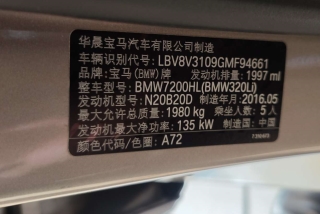 华晨宝马汽车有限公司制造
车辆识别代号: LBV8V3109GMF94661
品牌: 宝马(BMW)牌 发动机排量: 1997 ml
整车型号: BMW7200HL(BMW320Li)
发动机型号: N20B20D 制造年月: 2016.05
最大允许总质量: 1980 kg 乘坐人数: 5人
发动机最大净功率: 135 kW 制造国: 中国
颜色代码/色圈: A72